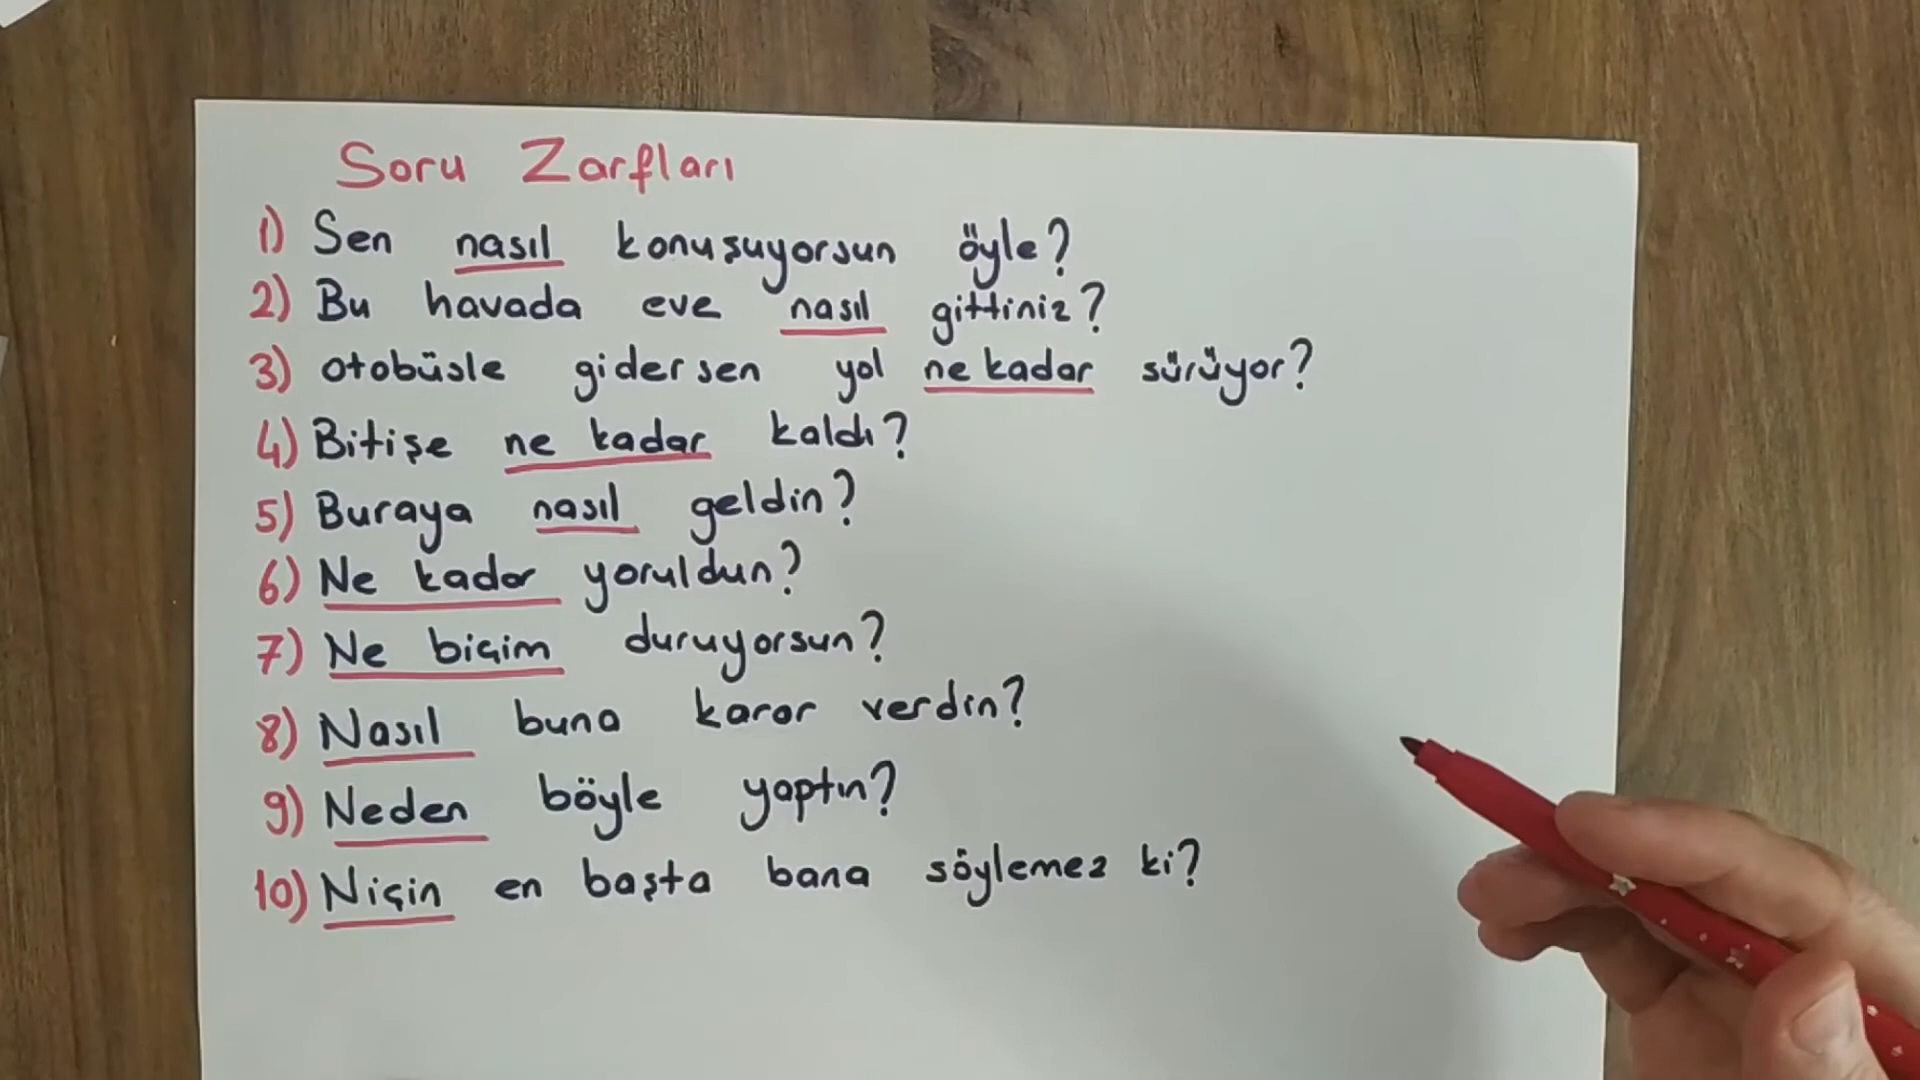 Soru Zarfları
1) Sen nasıl konuşuyorsun öyle?
2) Bu havada eve nasıl gittiniz?
3) otobüsle gidersen yol ne kadar sürüyor?
4) Bitişe ne kadar kaldı?
5) Buraya nasıl geldin?
6) Ne kadar yoruldun?
7) Ne biçim duruyorsun?
8) Nasıl buna karar verdin?
9) Neden böyle yaptın?
10) Niçin en başta bana söylemez ki?